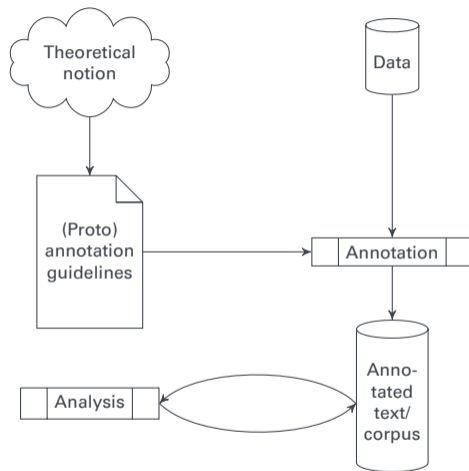 Theoretical
notion
Data
(Proto)
annotation
guidelines
Annotation
Anno-
tated
text/
corpus
Analysis